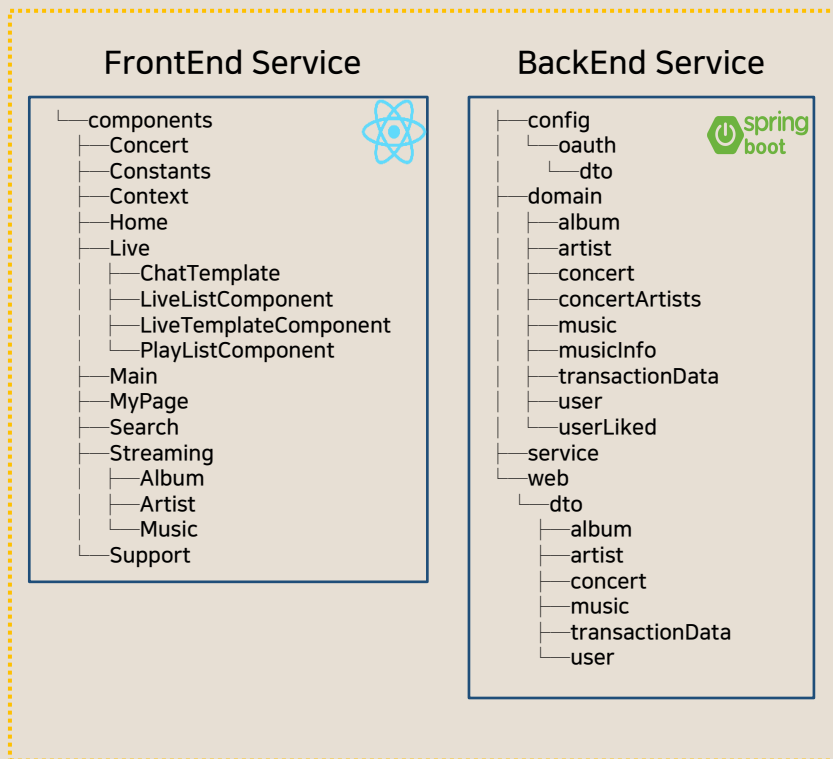 FrontEnd Service
└──components
    ├──Concert
    ├──Constants
    ├──Context
    ├──Home
    ├──Live
    │   ├──ChatTemplate
    │   ├──LiveListComponent
    │   ├──LiveTemplateComponent
    │   └──PlayListComponent
    ├──Main
    ├──MyPage
    ├──Search
    ├──Streaming
    │   ├──Album
    │   ├──Artist
    │   └──Music
    └──Support
BackEnd Service
spring
boot
├──config
│   └──oauth
│       └──dto
├──domain
│   ├──album
│   ├──artist
│   ├──concert
│   ├──concertArtists
│   ├──music
│   ├──musicInfo
│   ├──transactionData
│   ├──user
│   └──userLiked
├──service
└──web
    └──dto
        ├──album
        ├──artist
        ├──concert
        ├──music
        ├──transactionData
        └──user